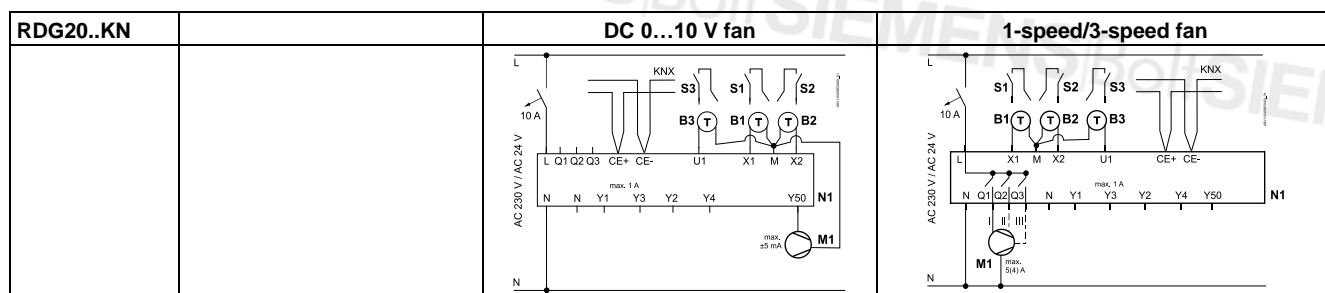 SIEMENS|Bolt|SIE
RDG20..KN DC 0…10 V fan 1-speed/3-speed fan
L
KNX
S3 S1 S2
10 A
B3 T B1 T T B2
AC 230 V / AC 24 V
L Q1 Q2 Q3 CE+ CE- U1 X1 M X2
max. 1 A
N N Y1 Y3 Y2 Y4 Y50 N1
max.
±5 mA
M1
N
L
KNX
S1 S2 S3
10 A
B1 T T B2 T B3
AC 230 V / AC 24 V
L X1 M X2 U1 CE+ CE-
max. 1 A
N Q1 Q2 Q3 N Y1 Y3 Y2 Y4 Y50 N1
I II III
M1
max.
5(4) A
N